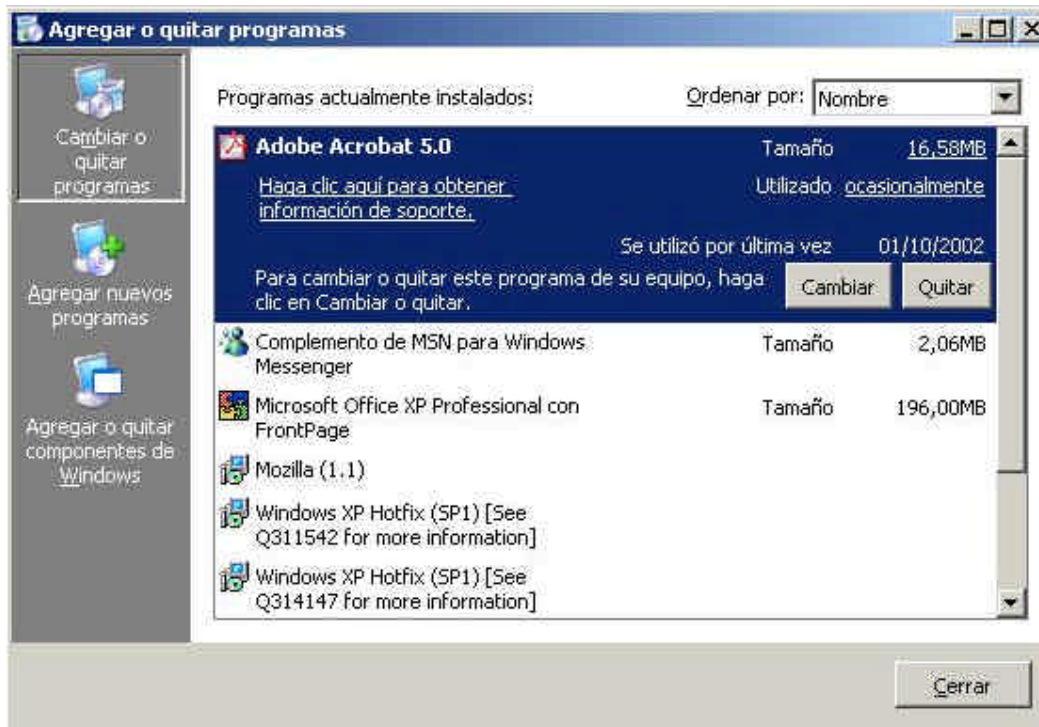 Agregar o quitar programas
Cambiar o
quitar
programas
Agregar nuevos
programas
Agregar o quitar
componentes de
Windows
Programas actualmente instalados:
Ordenar por: Nombre
Adobe Acrobat 5.0 Tamaño 16,58MB
Haga clic aquí para obtener Utilizado ocasionalmente
información de soporte.
Se utilizó por última vez 01/10/2002
Para cambiar o quitar este programa de su equipo, haga
clic en Cambiar o quitar.
Cambiar Quitar
Complemento de MSN para Windows Tamaño 2,06MB
Messenger
Microsoft Office XP Professional con Tamaño 196,00MB
FrontPage
Mozilla (1.1)
Windows XP Hotfix (SP1) [See
Q311542 for more information]
Windows XP Hotfix (SP1) [See
Q314147 for more information]
Cerrar